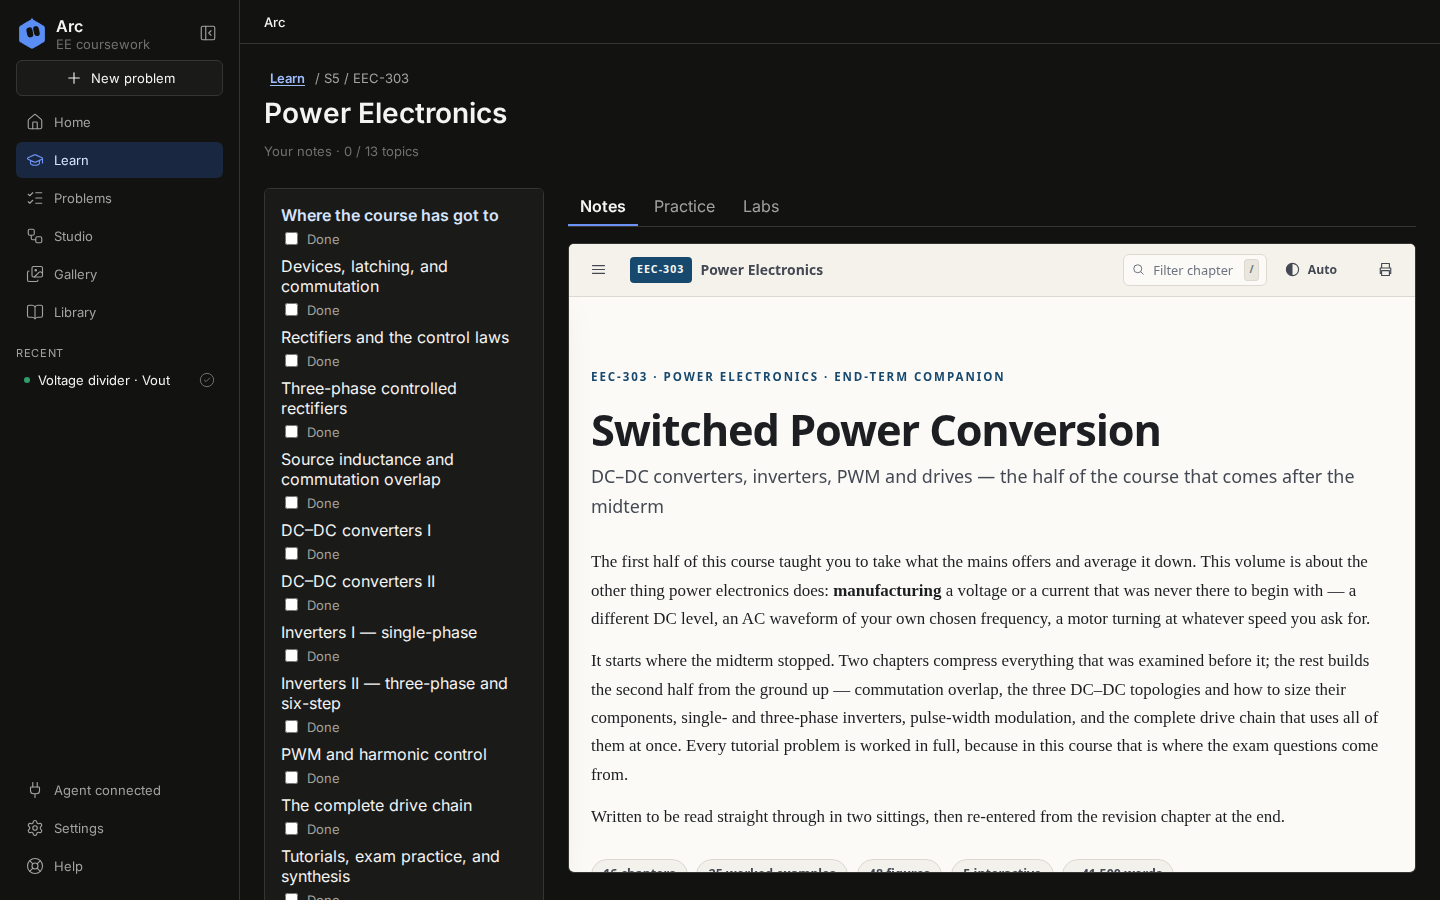 Arc
EE coursework
New problem
Home
Learn
Problems
Studio
Gallery
Library
RECENT
Voltage divider · Vout
Agent connected
Settings
Help
Arc
Learn / S5 / EEC-303
Power Electronics
Your notes · 0 / 13 topics
Where the course has got to
Done
Devices, latching, and
commutation
Done
Rectifiers and the control laws
Done
Three-phase controlled
rectifiers
Done
Source inductance and
commutation overlap
Done
DC–DC converters I
Done
DC–DC converters II
Done
Inverters I — single-phase
Done
Inverters II — three-phase and
six-step
Done
PWM and harmonic control
Done
The complete drive chain
Done
Tutorials, exam practice, and
synthesis
Done
Notes
Practice
Labs
EEC-303 Power Electronics
Filter chapter /
Auto
EEC-303 · POWER ELECTRONICS · END-TERM COMPANION
Switched Power Conversion
DC–DC converters, inverters, PWM and drives — the half of the course that comes after the
midterm
The first half of this course taught you to take what the mains offers and average it down. This volume is about the
other thing power electronics does: manufacturing a voltage or a current that was never there to begin with — a
different DC level, an AC waveform of your own chosen frequency, a motor turning at whatever speed you ask for.
It starts where the midterm stopped. Two chapters compress everything that was examined before it; the rest builds
the second half from the ground up — commutation overlap, the three DC–DC topologies and how to size their
components, single- and three-phase inverters, pulse-width modulation, and the complete drive chain that uses all of
them at once. Every tutorial problem is worked in full, because in this course that is where the exam questions come
from.
Written to be read straight through in two sittings, then re-entered from the revision chapter at the end.
16 chapters
48 figures
5 interactive